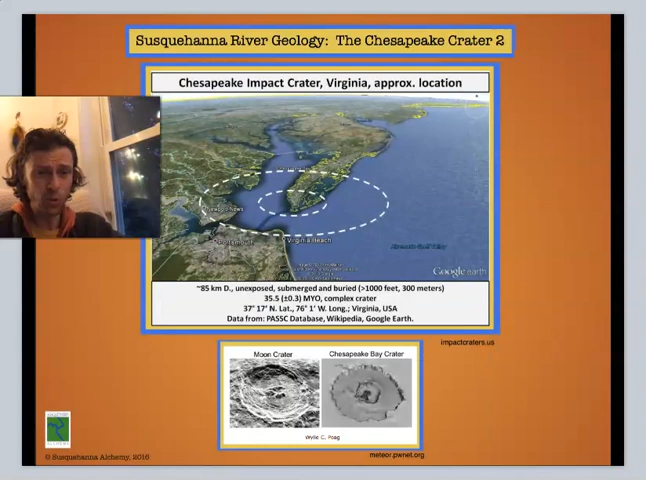 Susquehanna River Geology: The Chesapeake Crater 2
Chesapeake Impact Crater, Virginia, approx. location
Newport News
Portsmouth
Virginia Beach
Google earth
~85 km D., unexposed, submerged and buried (>1000 feet, 300 meters)
35.5 (±0.3) MYO, complex crater
37° 17' N. Lat., 76° 1' W. Long.; Virginia, USA
Data from: PASSC Database, Wikipedia, Google Earth.
impactcraters.us
Moon Crater
Chesapeake Bay Crater
Wylie C. Poag
meteor.pwnet.org
© Susquehanna Alchemy, 2016